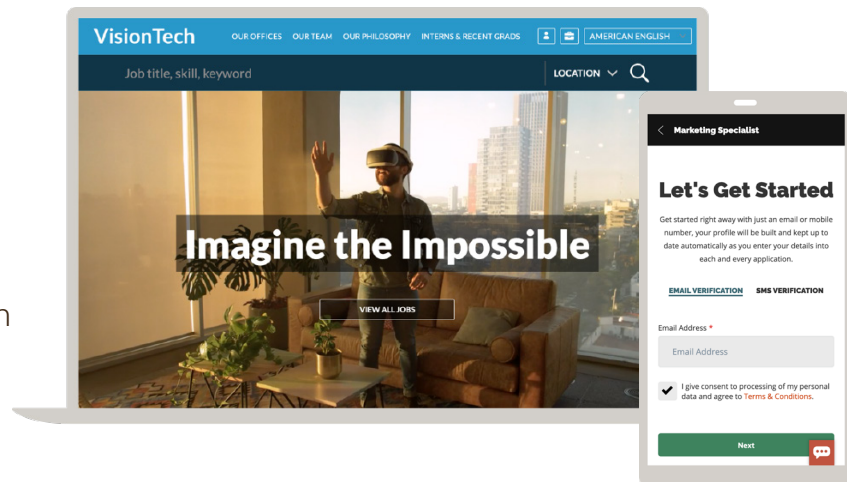 VisionTech
OUR OFFICES OUR TEAM OUR PHILOSOPHY INTERNS & RECENT GRADS AMERICAN ENGLISH
Job title, skill, keyword LOCATION
Imagine the Impossible
VIEW ALL JOBS
Marketing Specialist
Let's Get Started
Get started right away with just an email or mobile
number, your profile will be built and kept up to
date automatically as you enter your details into
each and every application.
EMAIL VERIFICATION SMS VERIFICATION
Email Address *
Email Address
I give consent to processing of my personal
data and agree to Terms & Conditions.
Next